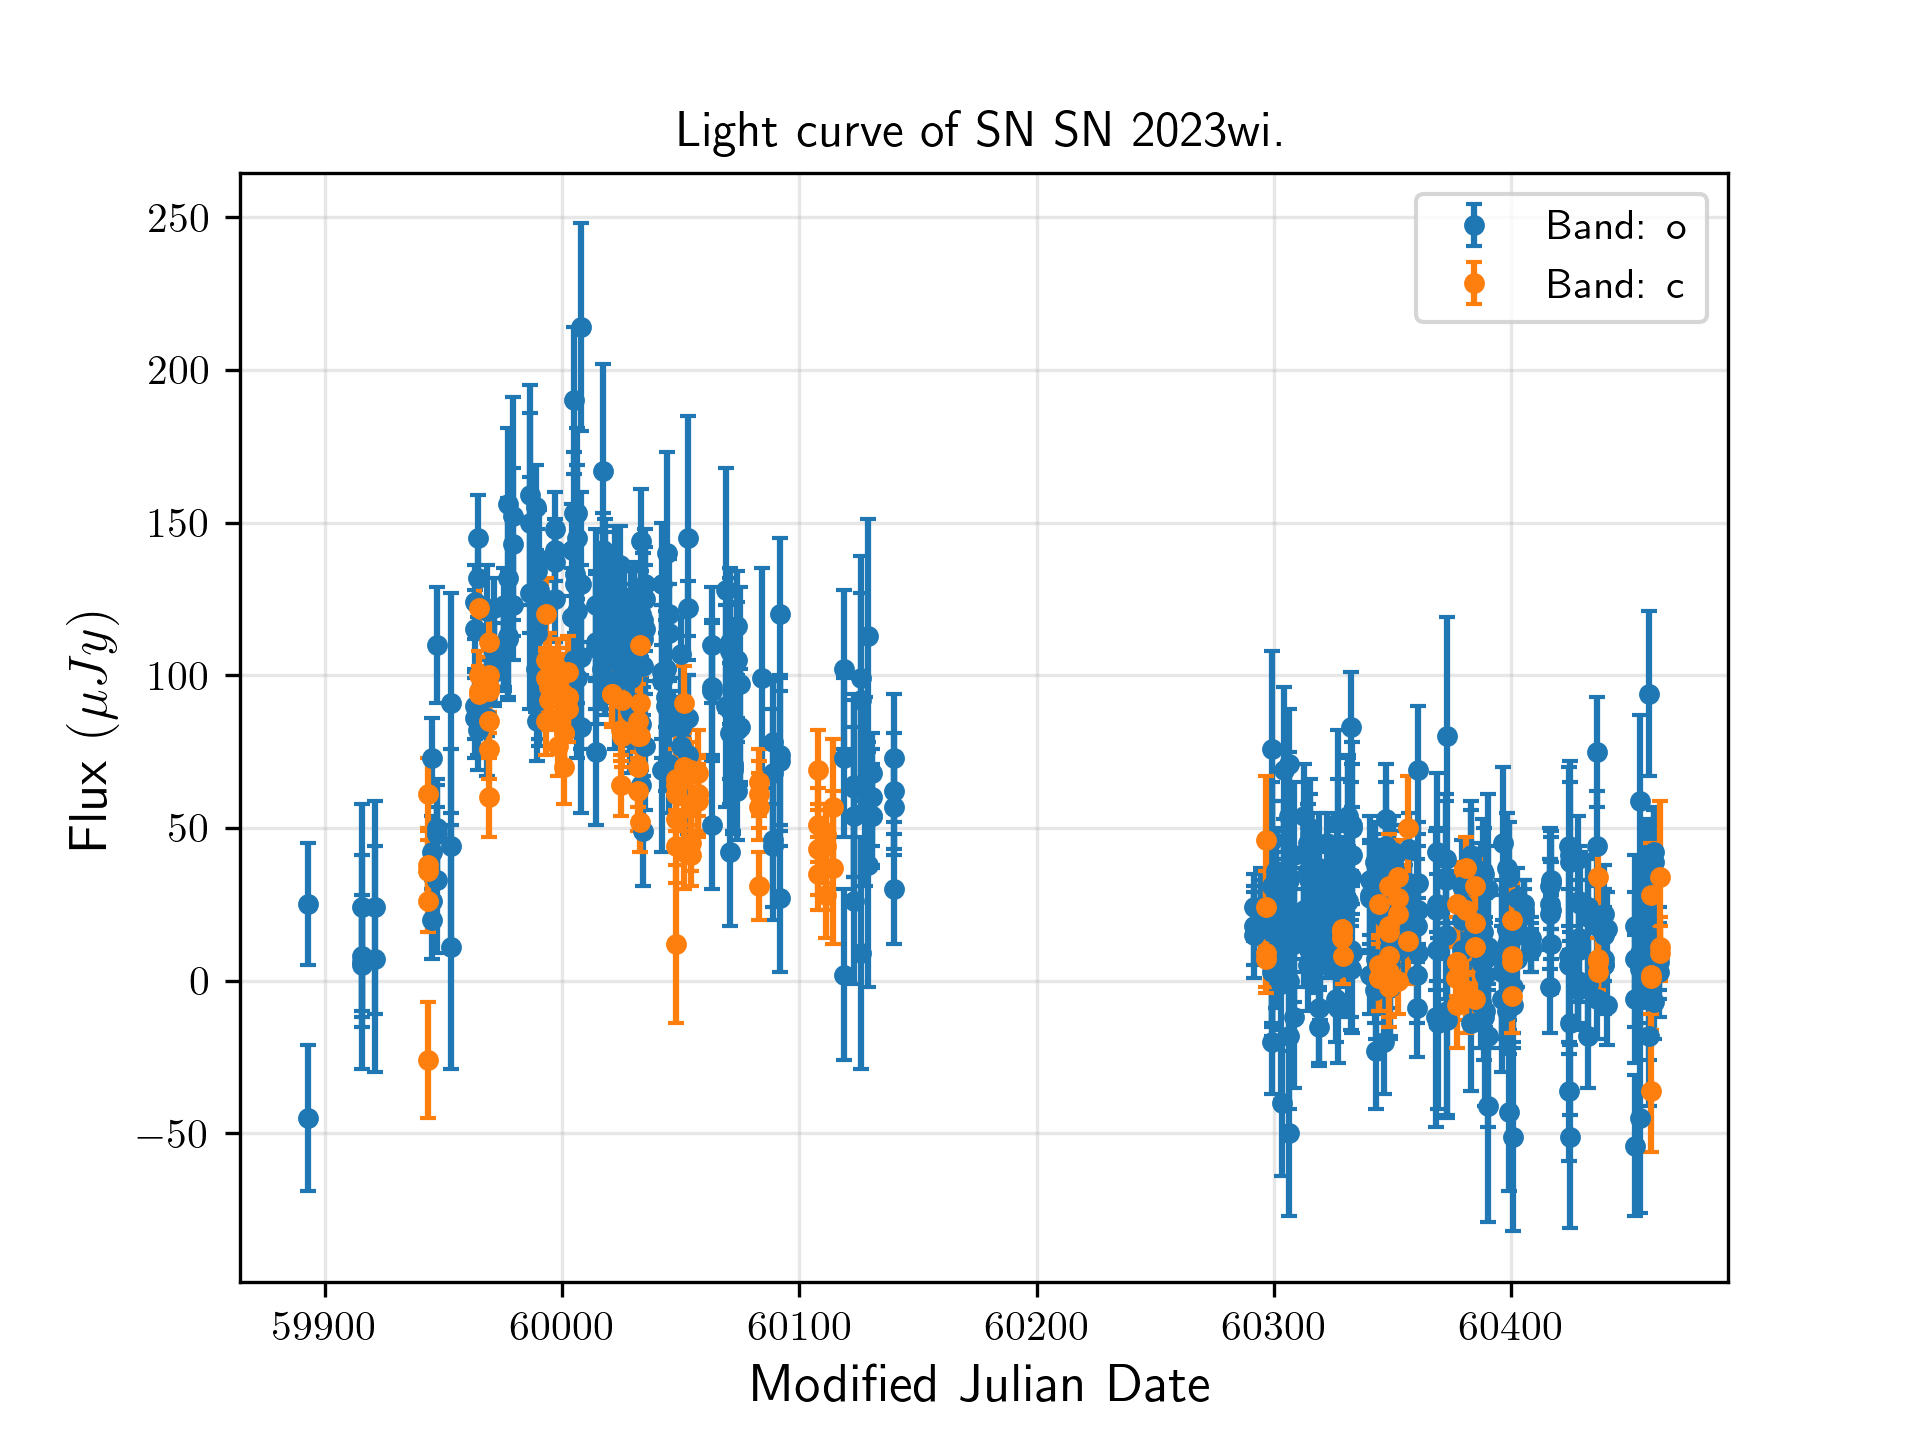 Light curve of SN SN 2023wi.
Band: o
Band: c
250
200
150
100
50
0
−50
Flux (μJy)
59900 60000 60100 60200 60300 60400
Modified Julian Date